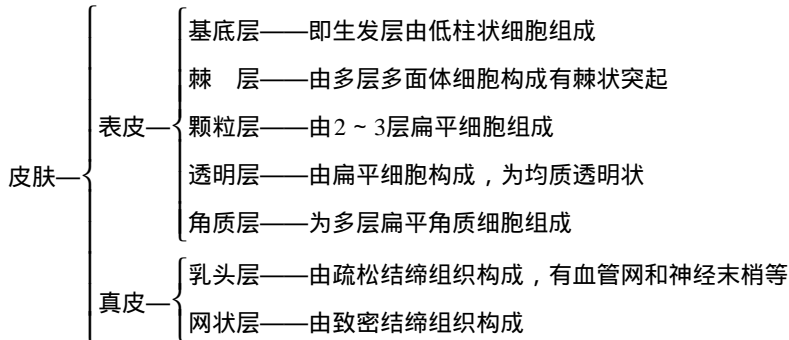 基底层——即生发层由低柱状细胞组成
棘　层——由多层多面体细胞构成有棘状突起
表皮—颗粒层——由2~3层扁平细胞组成
皮肤—透明层——由扁平细胞构成，为均质透明状
角质层——为多层扁平角质细胞组成
乳头层——由疏松结缔组织构成，有血管网和神经末梢等
真皮—
网状层——由致密结缔组织构成